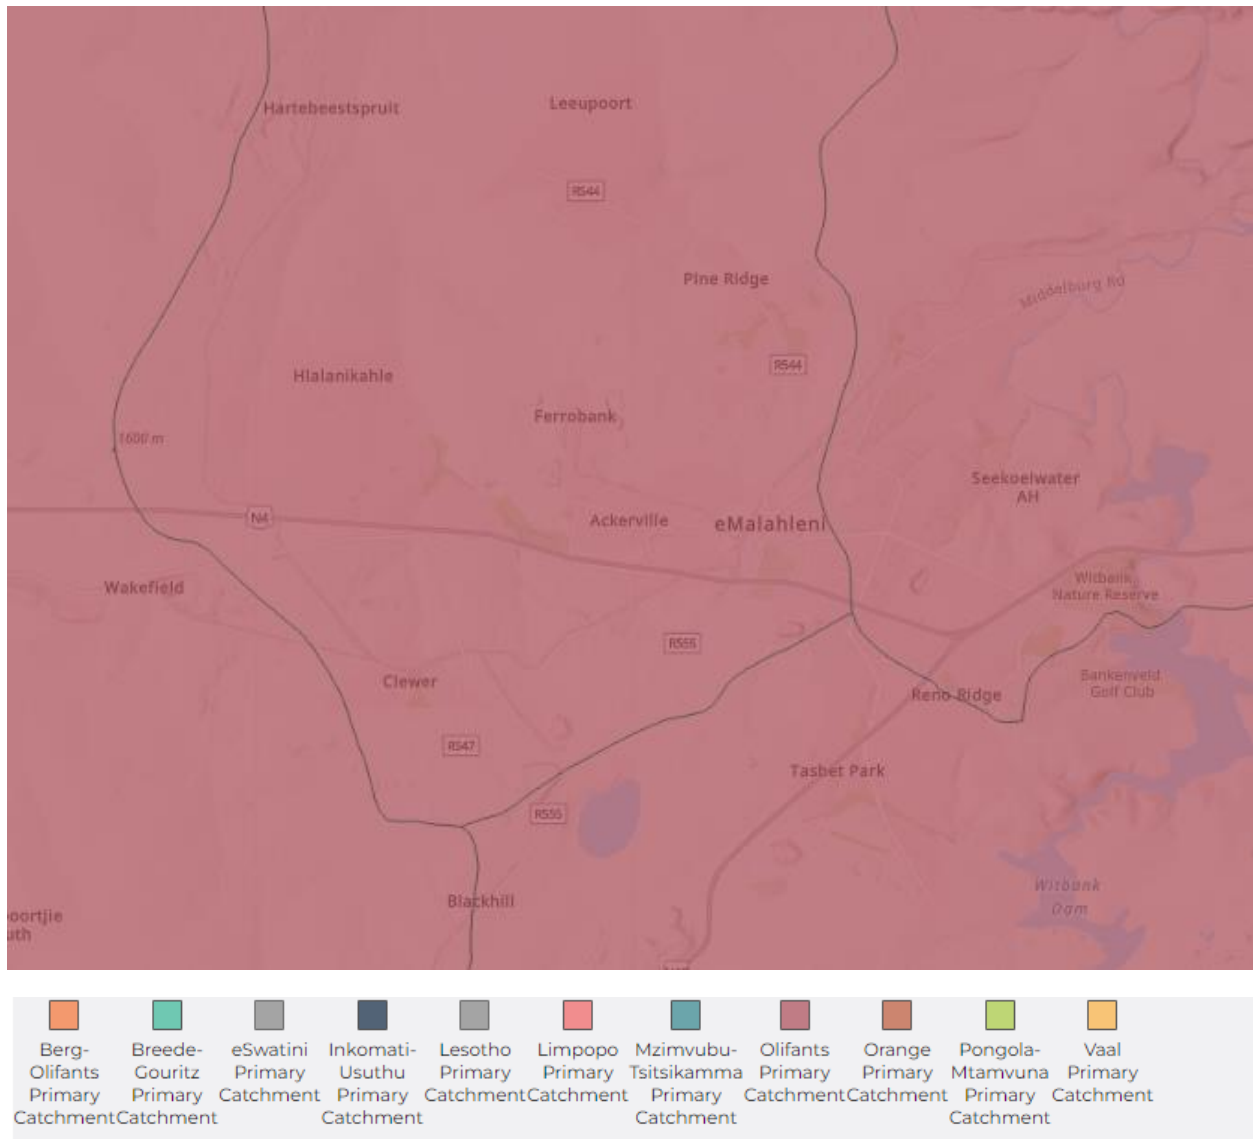 Hartebeestspruit
Leeupoort
R544
Pine Ridge
Middelburg Rd
R544
Hlalanikahle
Ferrobank
1600 m
Seekoelwater
AH
N4
Ackerville
eMalahleni
Wakefield
Witbank
Nature Reserve
R555
Clewer
Reno Ridge
Bankenveld
Golf Club
R547
Tasbet Park
R555
Witbank
Dam
Blackhill
oortjie
uth
Berg-
Olifants
Primary
Catchment
Breede-
Gouritz
Primary
Catchment
eSwatini
Primary
Catchment
Inkomati-
Usuthu
Primary
Catchment
Lesotho
Primary
Catchment
Limpopo
Primary
Catchment
Mzimvubu-
Tsitsikamma
Primary
Catchment
Olifants
Primary
Catchment
Orange
Primary
Catchment
Pongola-
Mtamvuna
Primary
Catchment
Vaal
Primary
Catchment